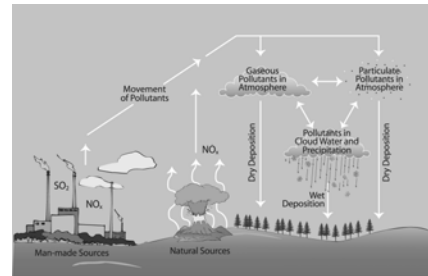 Movement
of Pollutants
Gaseous
Pollutants in
Atmosphere
Particulate
Pollutants in
Atmosphere
Pollutants in
Cloud Water and
Precipitation
SO₂
NOₓ
NOₓ
Dry Deposition
Wet
Deposition
Dry Deposition
Man-made Sources
Natural Sources